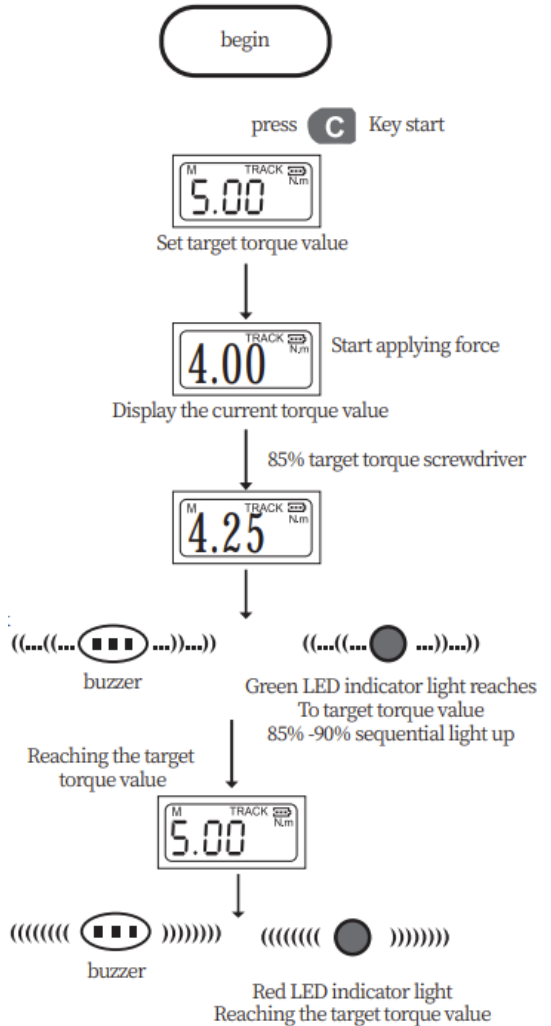 begin
press C Key start
M TRACK
N.m
5.00
Set target torque value
TRACK
N.m
4.00
Start applying force
Display the current torque value
85% target torque screwdriver
M TRACK
N.m
4.25
:
((...((... ...))...)) ((...((... ...))...))
buzzer
Green LED indicator light reaches
To target torque value
85% -90% sequential light up
Reaching the target
torque value
M TRACK
N.m
5.00
(((((((( )))))))) (((((((( ))))))))
buzzer
Red LED indicator light
Reaching the target torque value